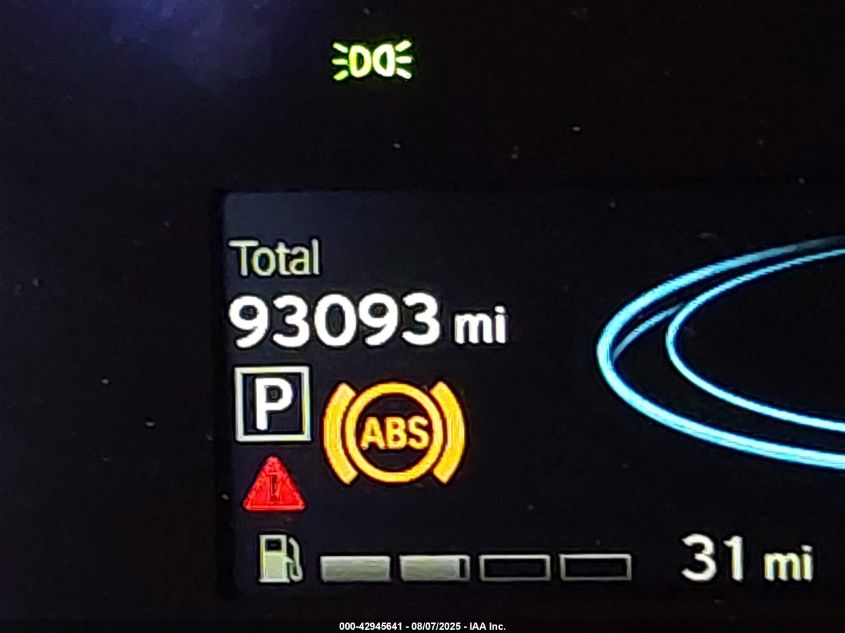 Total
93093 mi
P
ABS
31 mi
000-42945641 - 08/07/2025 - IAA Inc.